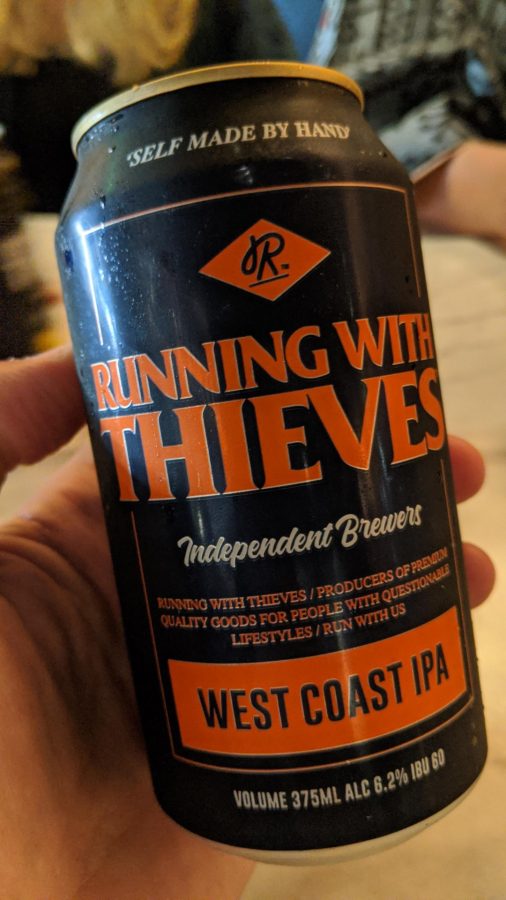 'SELF MADE BY HAND'
R
RUNNING WITH
THIEVES
Independent Brewers
RUNNING WITH THIEVES / PRODUCERS OF PREMIUM
QUALITY GOODS FOR PEOPLE WITH QUESTIONABLE
LIFESTYLES / RUN WITH US
WEST COAST IPA
VOLUME 375ML ALC 6.2% IBU 60